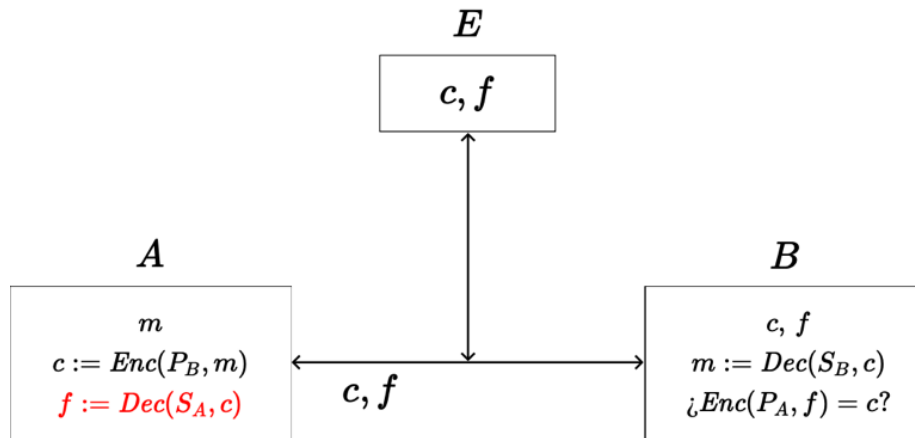 E
c, f
A
m
c := Enc(P_B, m)
f := Dec(S_A, c)
c, f
B
c, f
m := Dec(S_B, c)
¿Enc(P_A, f) = c?